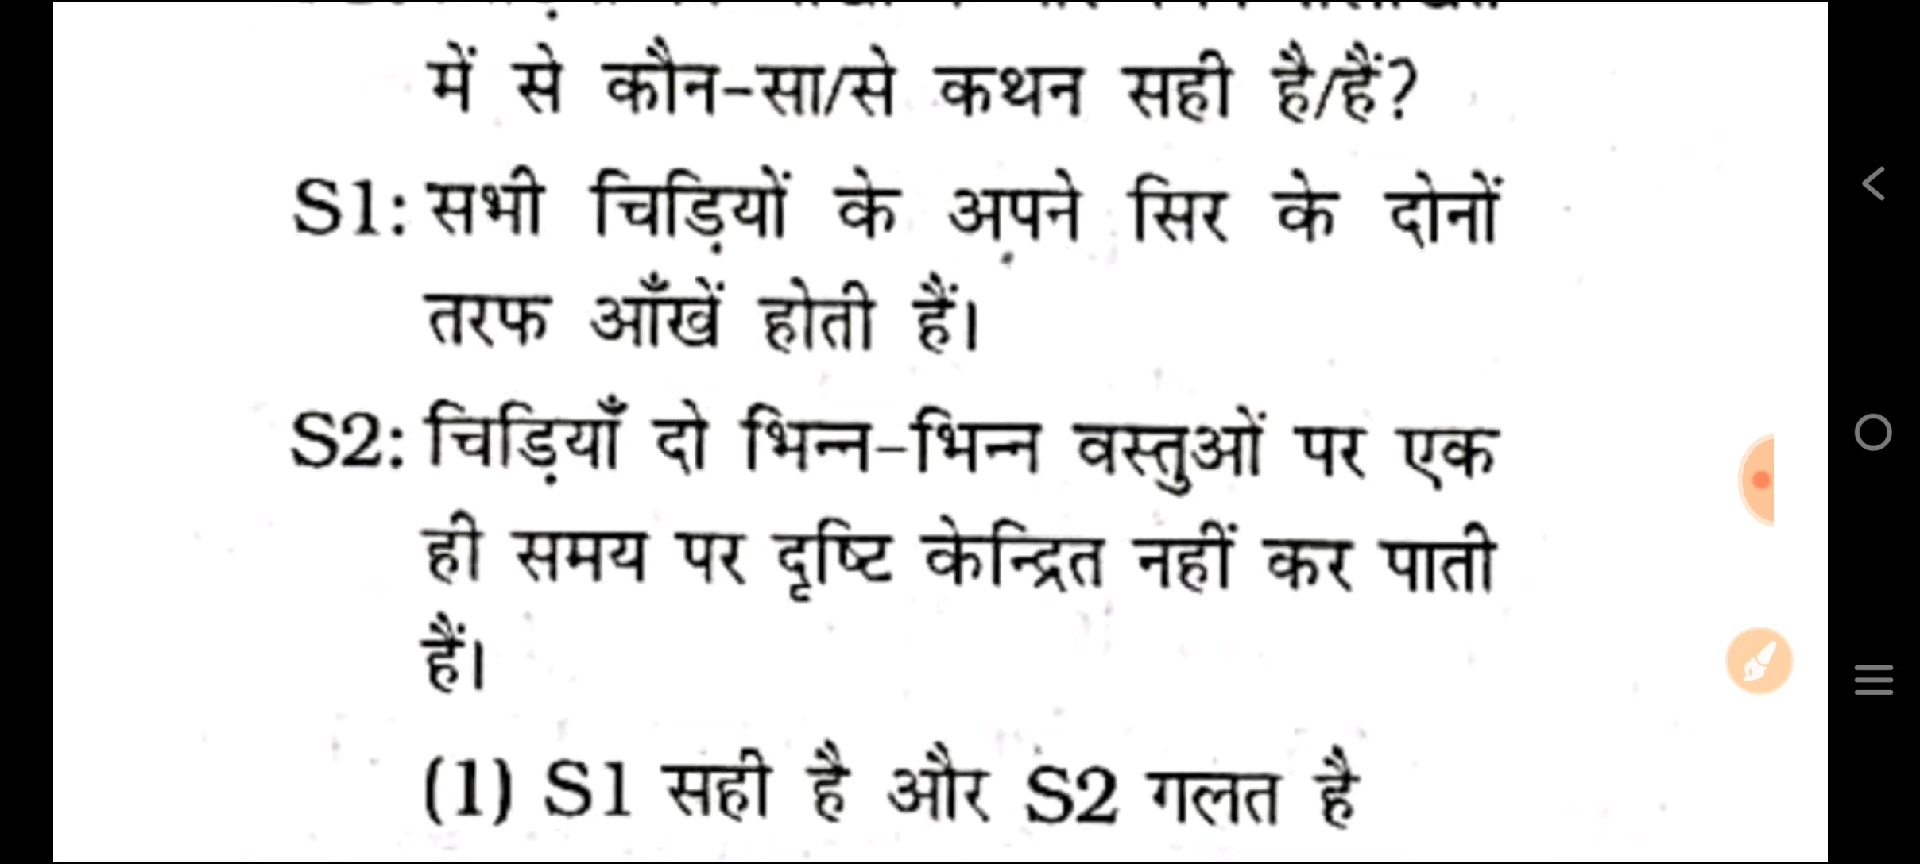 में से कौन-सा/से कथन सही है/हैं?
S1: सभी चिड़ियों के अपने सिर के दोनों
तरफ आँखें होती हैं।
S2: चिड़ियाँ दो भिन्न-भिन्न वस्तुओं पर एक
ही समय पर दृष्टि केन्द्रित नहीं कर पाती
हैं।
(1) S1 सही है और S2 गलत है